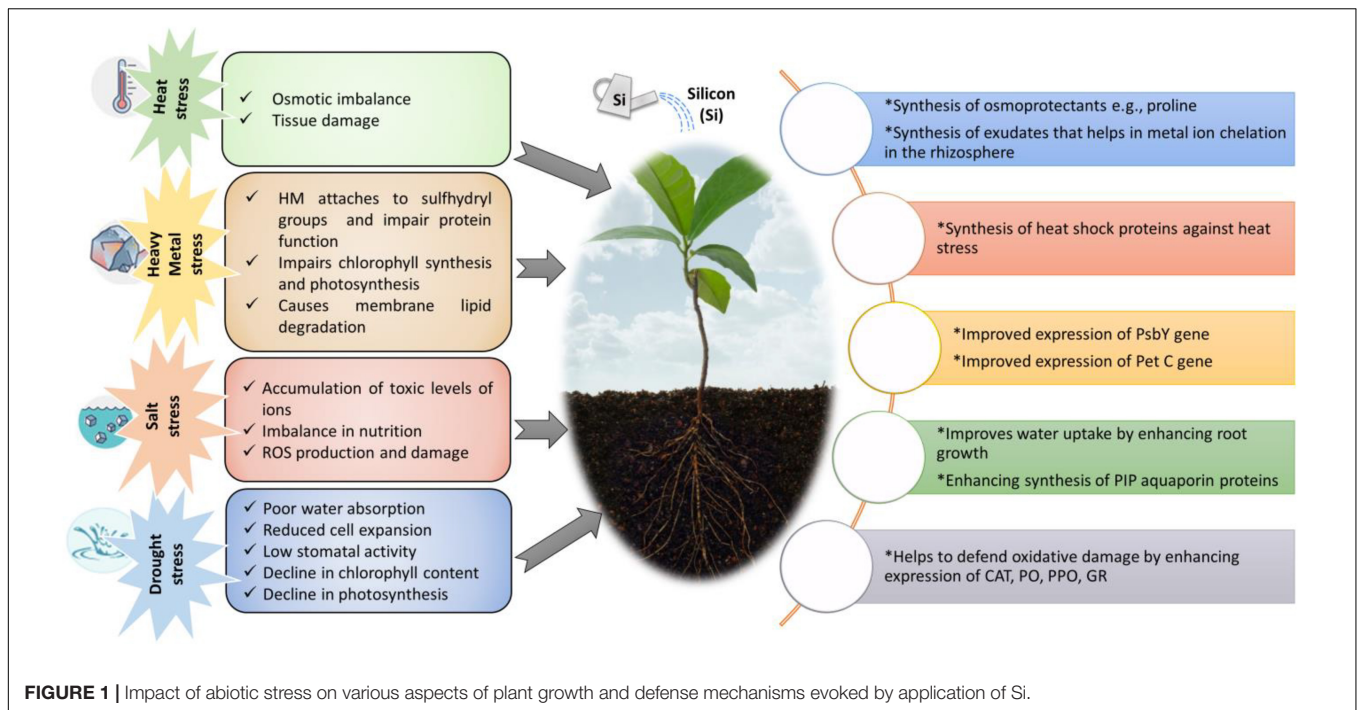 Heat
stress
✓ Osmotic imbalance
✓ Tissue damage
Heavy
Metal
stress
✓ HM attaches to sulfhydryl
groups and impair protein
function
✓ Impairs chlorophyll synthesis
and photosynthesis
✓ Causes membrane lipid
degradation
Salt
stress
✓ Accumulation of toxic levels of
ions
✓ Imbalance in nutrition
✓ ROS production and damage
Drought
stress
✓ Poor water absorption
✓ Reduced cell expansion
✓ Low stomatal activity
✓ Decline in chlorophyll content
✓ Decline in photosynthesis
Si
Silicon
(Si)
*Synthesis of osmoprotectants e.g., proline
*Synthesis of exudates that helps in metal ion chelation
in the rhizosphere
*Synthesis of heat shock proteins against heat
stress
*Improved expression of PsbY gene
*Improved expression of Pet C gene
*Improves water uptake by enhancing root
growth
*Enhancing synthesis of PIP aquaporin proteins
*Helps to defend oxidative damage by enhancing
expression of CAT, PO, PPO, GR
FIGURE 1 | Impact of abiotic stress on various aspects of plant growth and defense mechanisms evoked by application of Si.